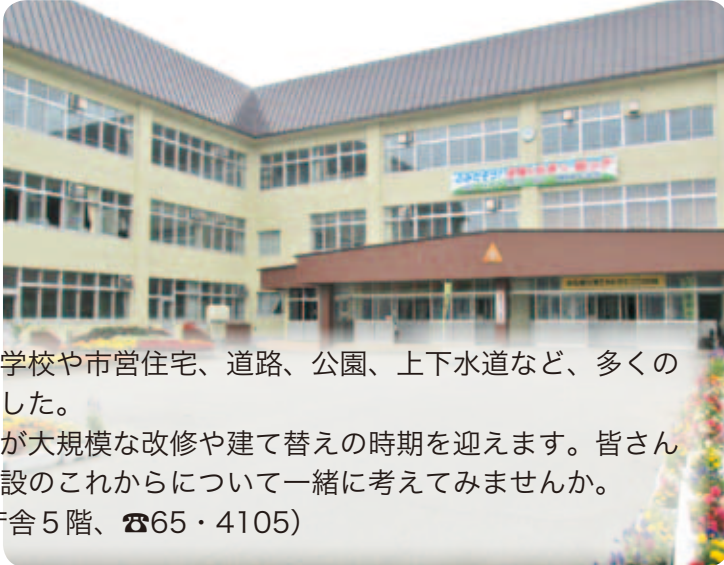 学校や市営住宅、道路、公園、上下水道など、多くの
した。
が大規模な改修や建て替えの時期を迎えます。皆さん
設のこれからについて一緒に考えてみませんか。
舎5階、☎65・4105)